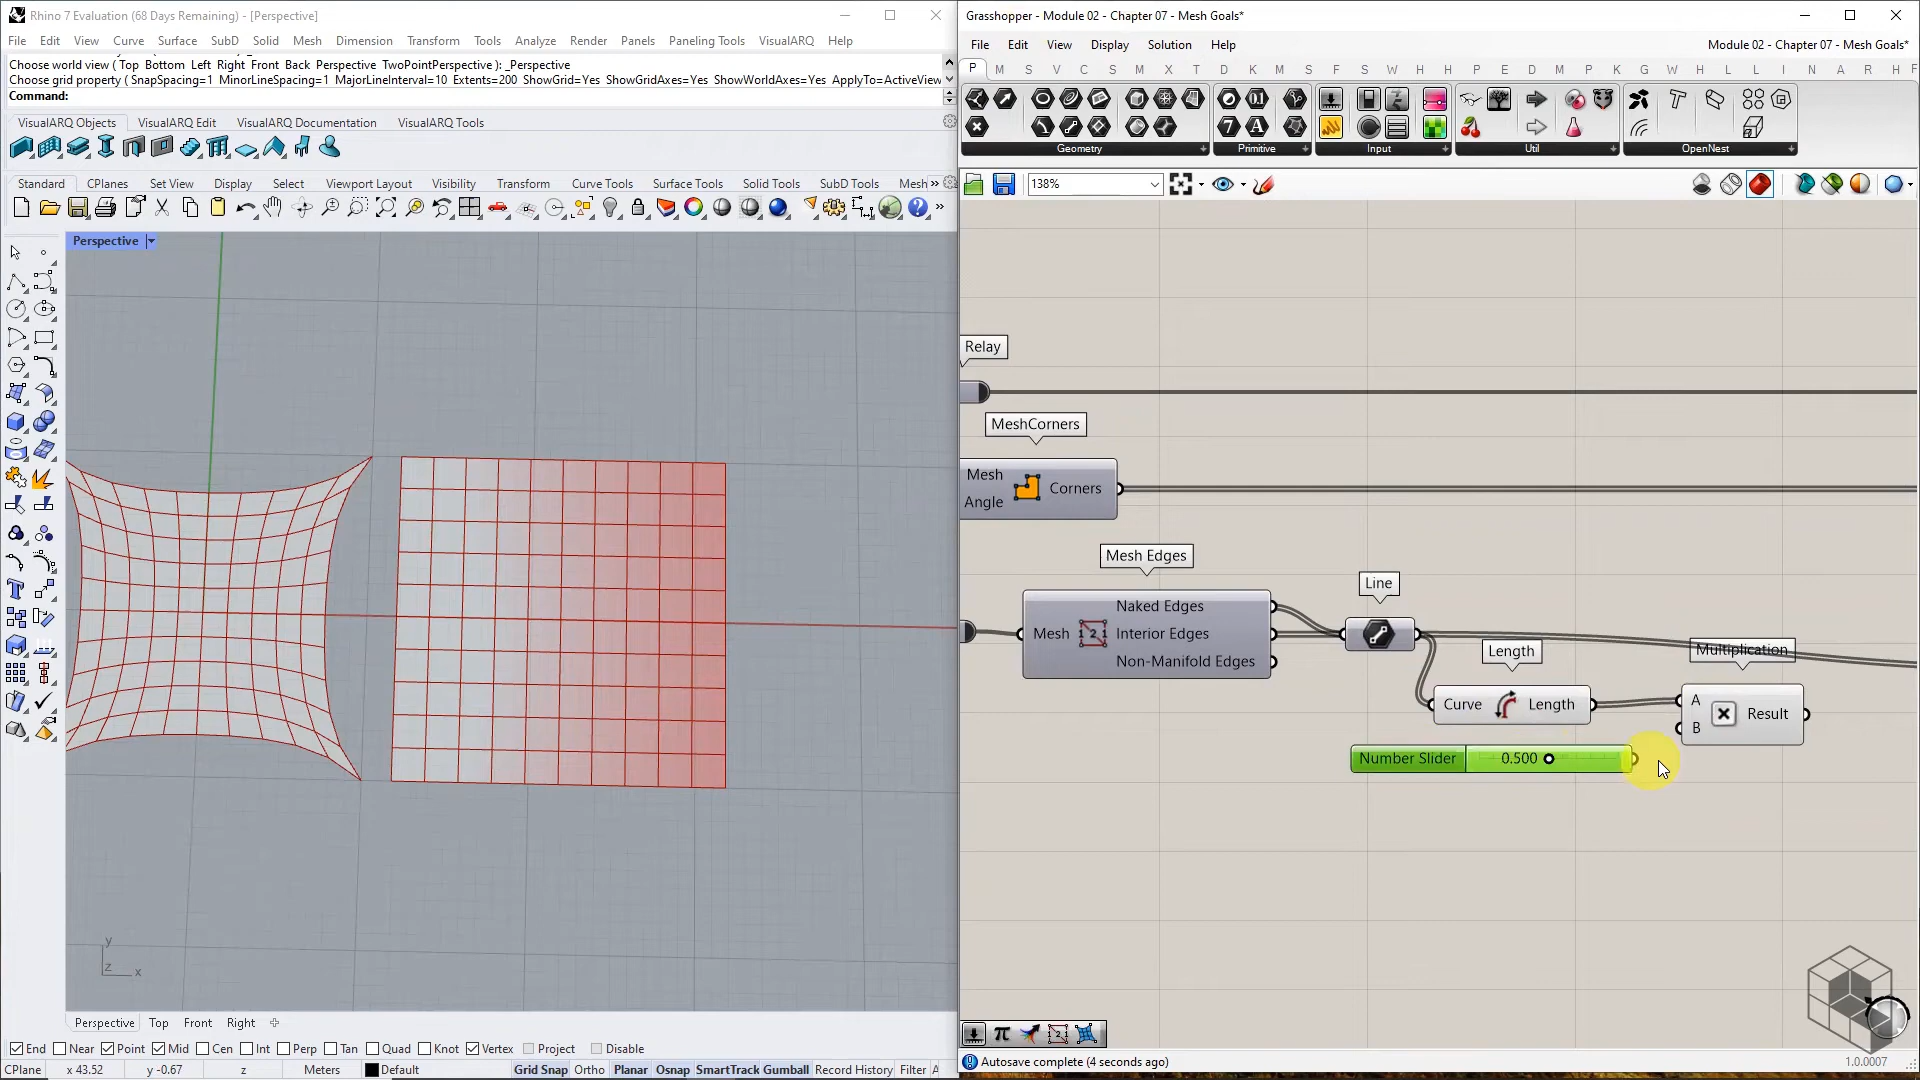 Rhino 7 Evaluation (68 Days Remaining) - [Perspective]
File Edit View Curve Surface SubD Solid Mesh Dimension Transform Tools Analyze Render Panels Paneling Tools VisualARQ Help
Choose world view ( Top Bottom Left Right Front Back Perspective TwoPointPerspective ): _Perspective
Choose grid property ( SnapSpacing=1 MinorLineSpacing=1 MajorLineInterval=10 Extents=200 ShowGrid=Yes ShowGridAxes=Yes ShowWorldAxes=Yes ApplyTo=ActiveView
Command:
VisualARQ Objects VisualARQ Edit VisualARQ Documentation VisualARQ Tools
Standard CPlanes Set View Display Select Viewport Layout Visibility Transform Curve Tools Surface Tools Solid Tools SubD Tools Mesh »
Perspective
y
z x
Perspective Top Front Right
End Near Point Mid Cen Int Perp Tan Quad Knot Vertex Project Disable
CPlane x 43.52 y -0.67 z Meters Default Grid Snap Ortho Planar Osnap SmartTrack Gumball Record History Filter A
Grasshopper - Module 02 - Chapter 07 - Mesh Goals*
File Edit View Display Solution Help Module 02 - Chapter 07 - Mesh Goals*
P M S V C S M X T D K M S F S W H H L D M P K G W H L I N A R H F
Geometry Primitive Input Util OpenNest
138%
Relay
MeshCorners
Mesh
Angle
Corners
Mesh Edges
Mesh
Naked Edges
Interior Edges
Non-Manifold Edges
Line
Length
Curve Length
Multiplication
A
B
Result
Number Slider 0.500
Autosave complete (4 seconds ago) 1.0.0007